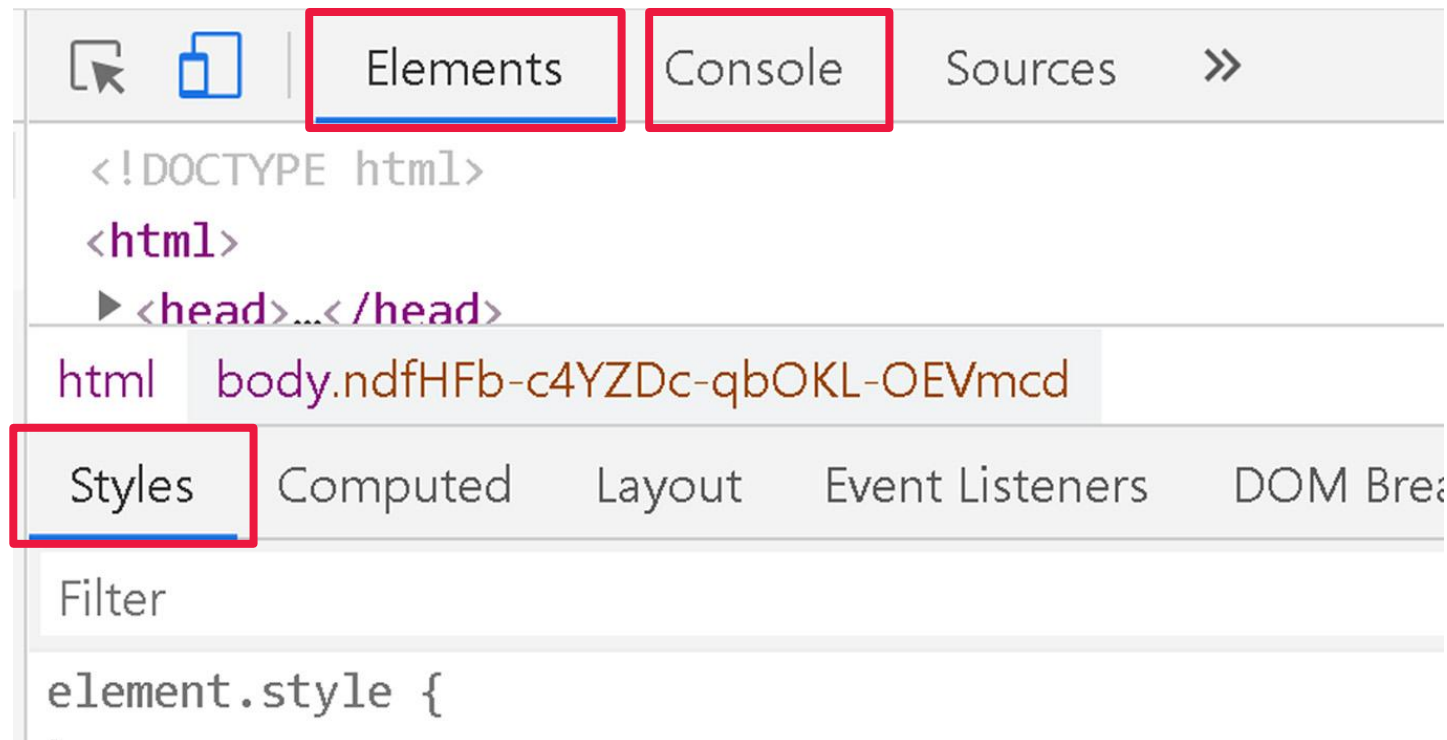 Elements Console Sources »
<!DOCTYPE html>
<html>
<head>…</head>
html body.ndfHFb-c4YZDc-qbOKL-OEVmcd
Styles Computed Layout Event Listeners DOM
Filter
element.style {